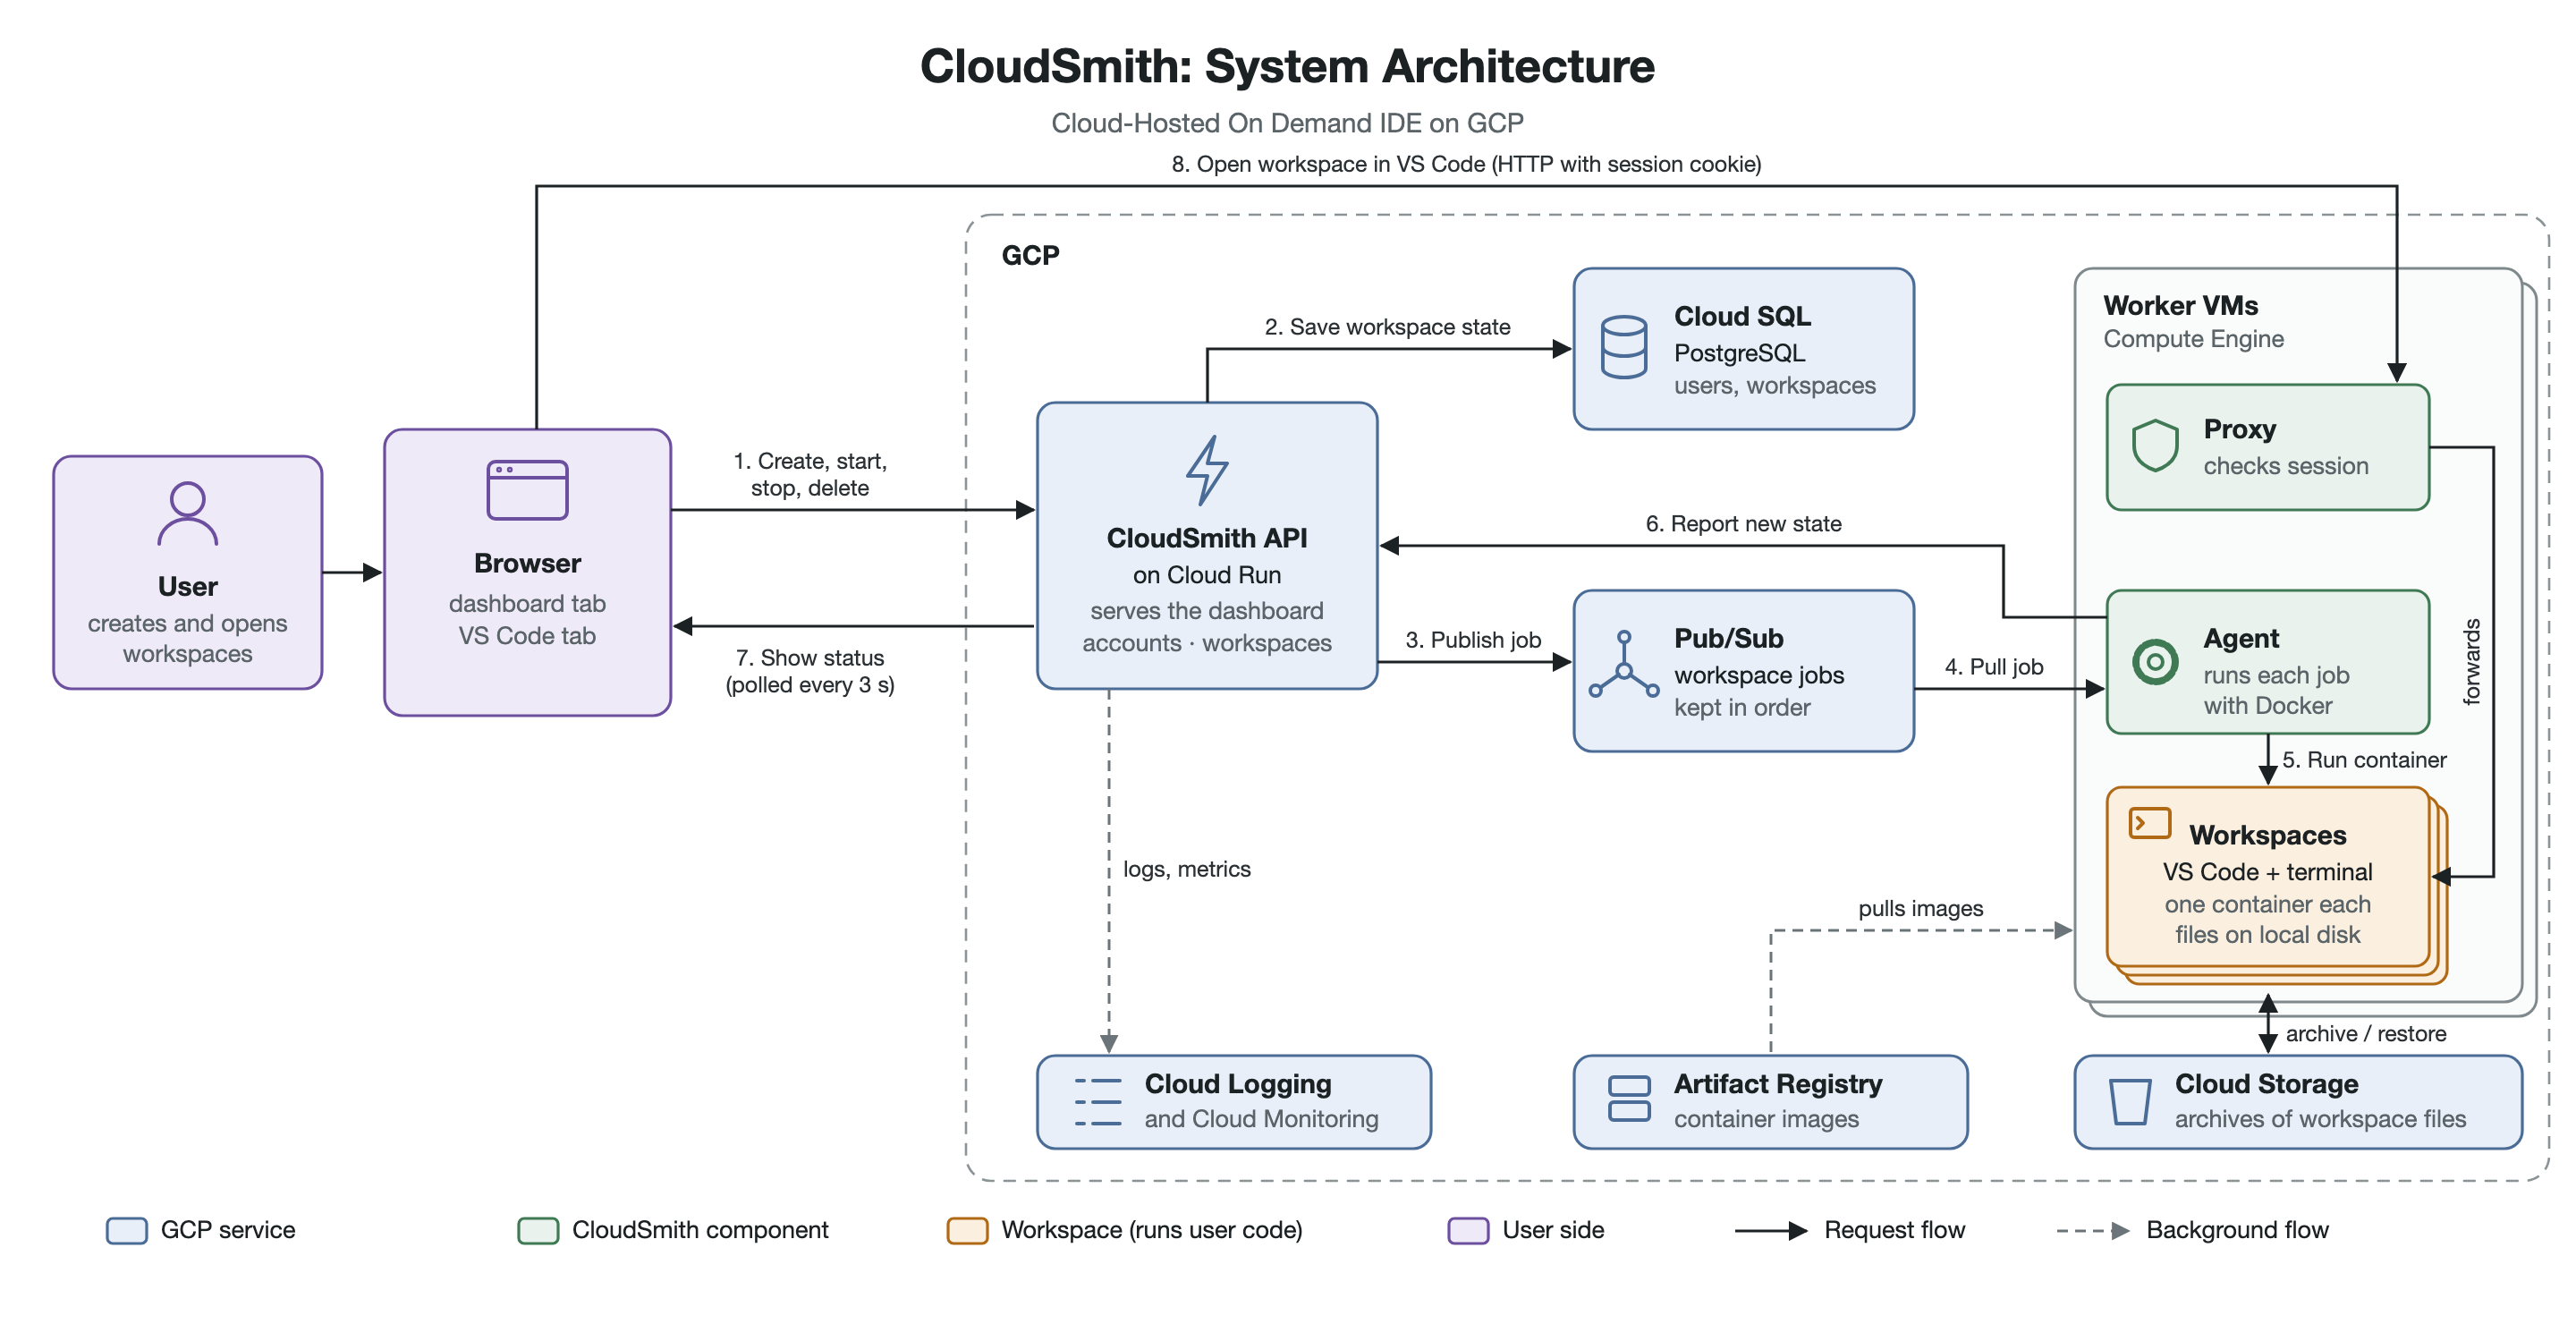 CloudSmith: System Architecture
Cloud-Hosted On Demand IDE on GCP
8. Open workspace in VS Code (HTTP with session cookie)
GCP
User
creates and opens
workspaces
Browser
dashboard tab
VS Code tab
1. Create, start,
stop, delete
7. Show status
(polled every 3 s)
CloudSmith API
on Cloud Run
serves the dashboard
accounts · workspaces
2. Save workspace state
Cloud SQL
PostgreSQL
users, workspaces
6. Report new state
3. Publish job
Pub/Sub
workspace jobs
kept in order
4. Pull job
Worker VMs
Compute Engine
Proxy
checks session
forwards
Agent
runs each job
with Docker
5. Run container
Workspaces
VS Code + terminal
one container each
files on local disk
logs, metrics
pulls images
archive / restore
Cloud Logging
and Cloud Monitoring
Artifact Registry
container images
Cloud Storage
archives of workspace files
GCP service
CloudSmith component
Workspace (runs user code)
User side
Request flow
Background flow